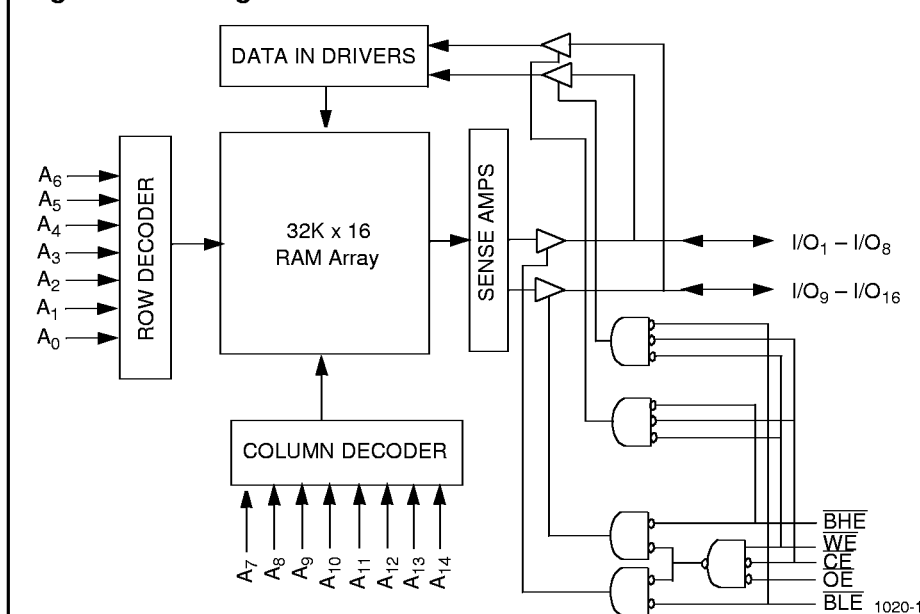 DATA IN DRIVERS
A6
A5
A4
A3
A2
A1
A0
ROW DECODER
32K x 16
RAM Array
SENSE AMPS
I/O1 – I/O8
I/O9 – I/O16
COLUMN DECODER
A7 A8 A9 A10 A11 A12 A13 A14
BHE
WE
CE
OE
BLE
1020-1